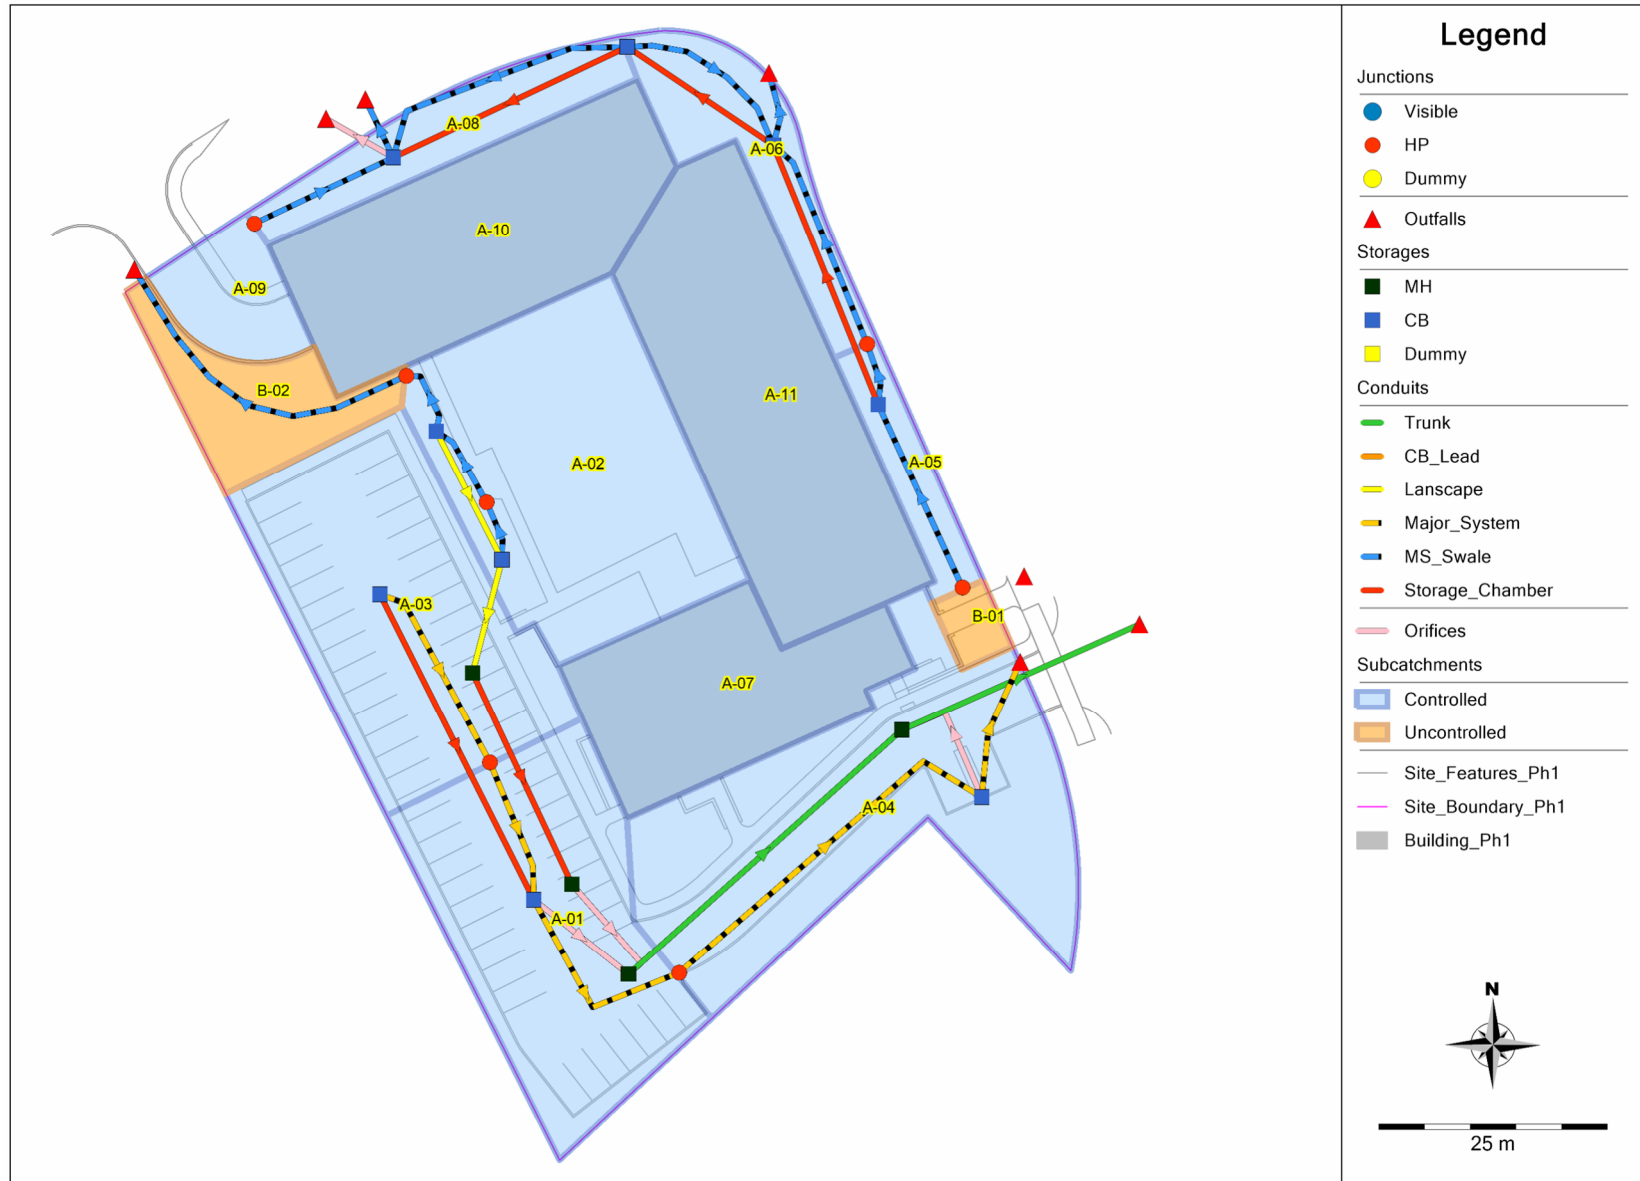 A-08
A-06
A-10
A-09
B-02
A-11
A-02
A-05
A-03
B-01
A-07
A-04
A-01
Legend
Junctions
Visible
HP
Dummy
Outfalls
Storages
MH
CB
Dummy
Conduits
Trunk
CB_Lead
Lanscape
Major_System
MS_Swale
Storage_Chamber
Orifices
Subcatchments
Controlled
Uncontrolled
Site_Features_Ph1
Site_Boundary_Ph1
Building_Ph1
N
25 m